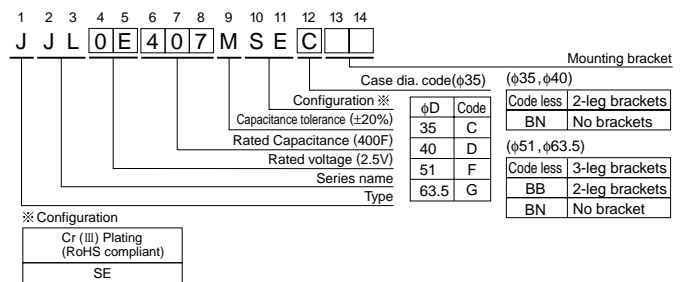 1 2 3 4 5 6 7 8 9 10 11 12 13 14
J J L 0 E 4 0 7 M S E C
Mounting bracket
Case dia. code(ϕ35)
Configuration ※
Capacitance tolerance (±20%)
Rated Capacitance (400F)
Rated voltage (2.5V)
Series name
Type
ϕD Code
35 C
40 D
51 F
63.5 G
(ϕ35,ϕ40)
Code less 2-leg brackets
BN No brackets
(ϕ51,ϕ63.5)
Code less 3-leg brackets
BB 2-leg brackets
BN No bracket
※ Configuration
Cr (Ⅲ) Plating
(RoHS compliant)
SE